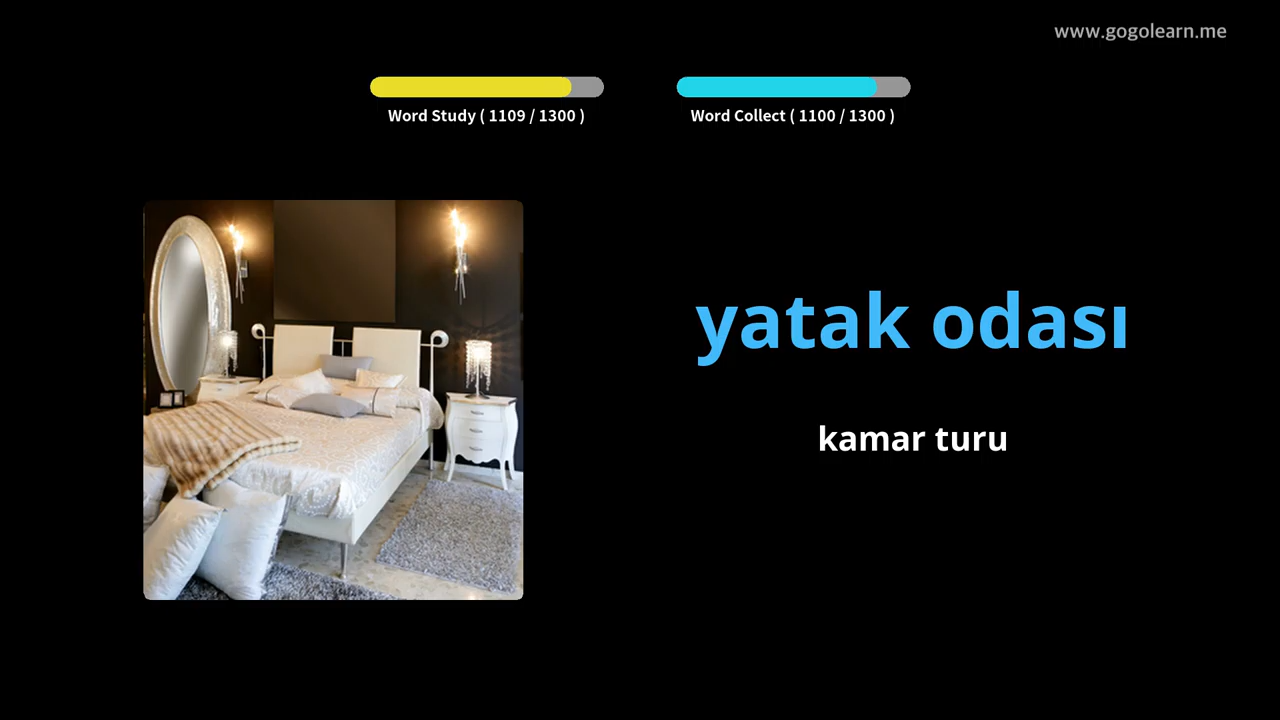 www.gogolearn.me
Word Study ( 1109 / 1300 )
Word Collect ( 1100 / 1300 )
yatak odası
kamar turu